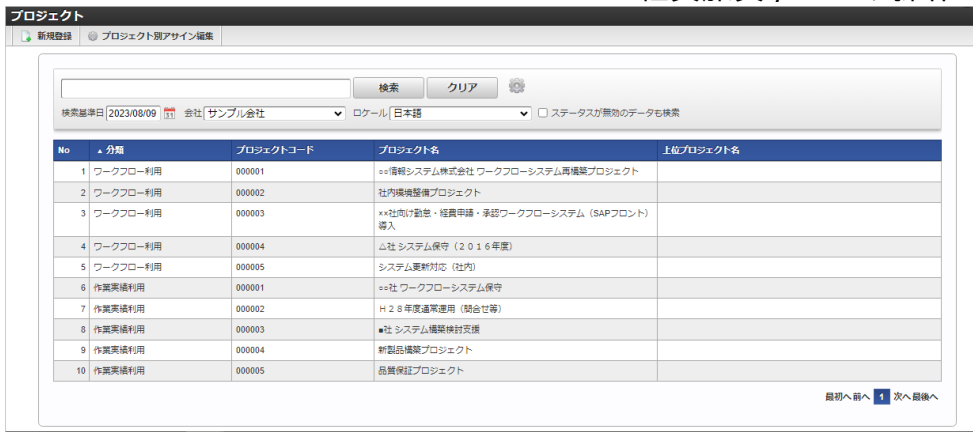 プロジェクト
新規登録 プロジェクト別アサイン編集
検索 クリア
検索基準日 2023/08/09 会社 サンプル会社 ロケール 日本語 ステータスが無効のデータも検索
No ▲ 分類 プロジェクトコード プロジェクト名 上位プロジェクト名
1 ワークフロー利用 000001 ○○情報システム株式会社 ワークフローシステム再構築プロジェクト
2 ワークフロー利用 000002 社内環境整備プロジェクト
3 ワークフロー利用 000003 ××社向け勤怠・経費申請・承認ワークフローシステム（SAPフロント）
導入
4 ワークフロー利用 000004 △社 システム保守（２０１６年度）
5 ワークフロー利用 000005 システム更新対応（社内）
6 作業実績利用 000001 ○○社 ワークフローシステム保守
7 作業実績利用 000002 Ｈ２８年度通常運用（問合せ等）
8 作業実績利用 000003 ■社 システム構築検討支援
9 作業実績利用 000004 新製品構築プロジェクト
10 作業実績利用 000005 品質保証プロジェクト
最初へ 前へ 1 次へ 最後へ